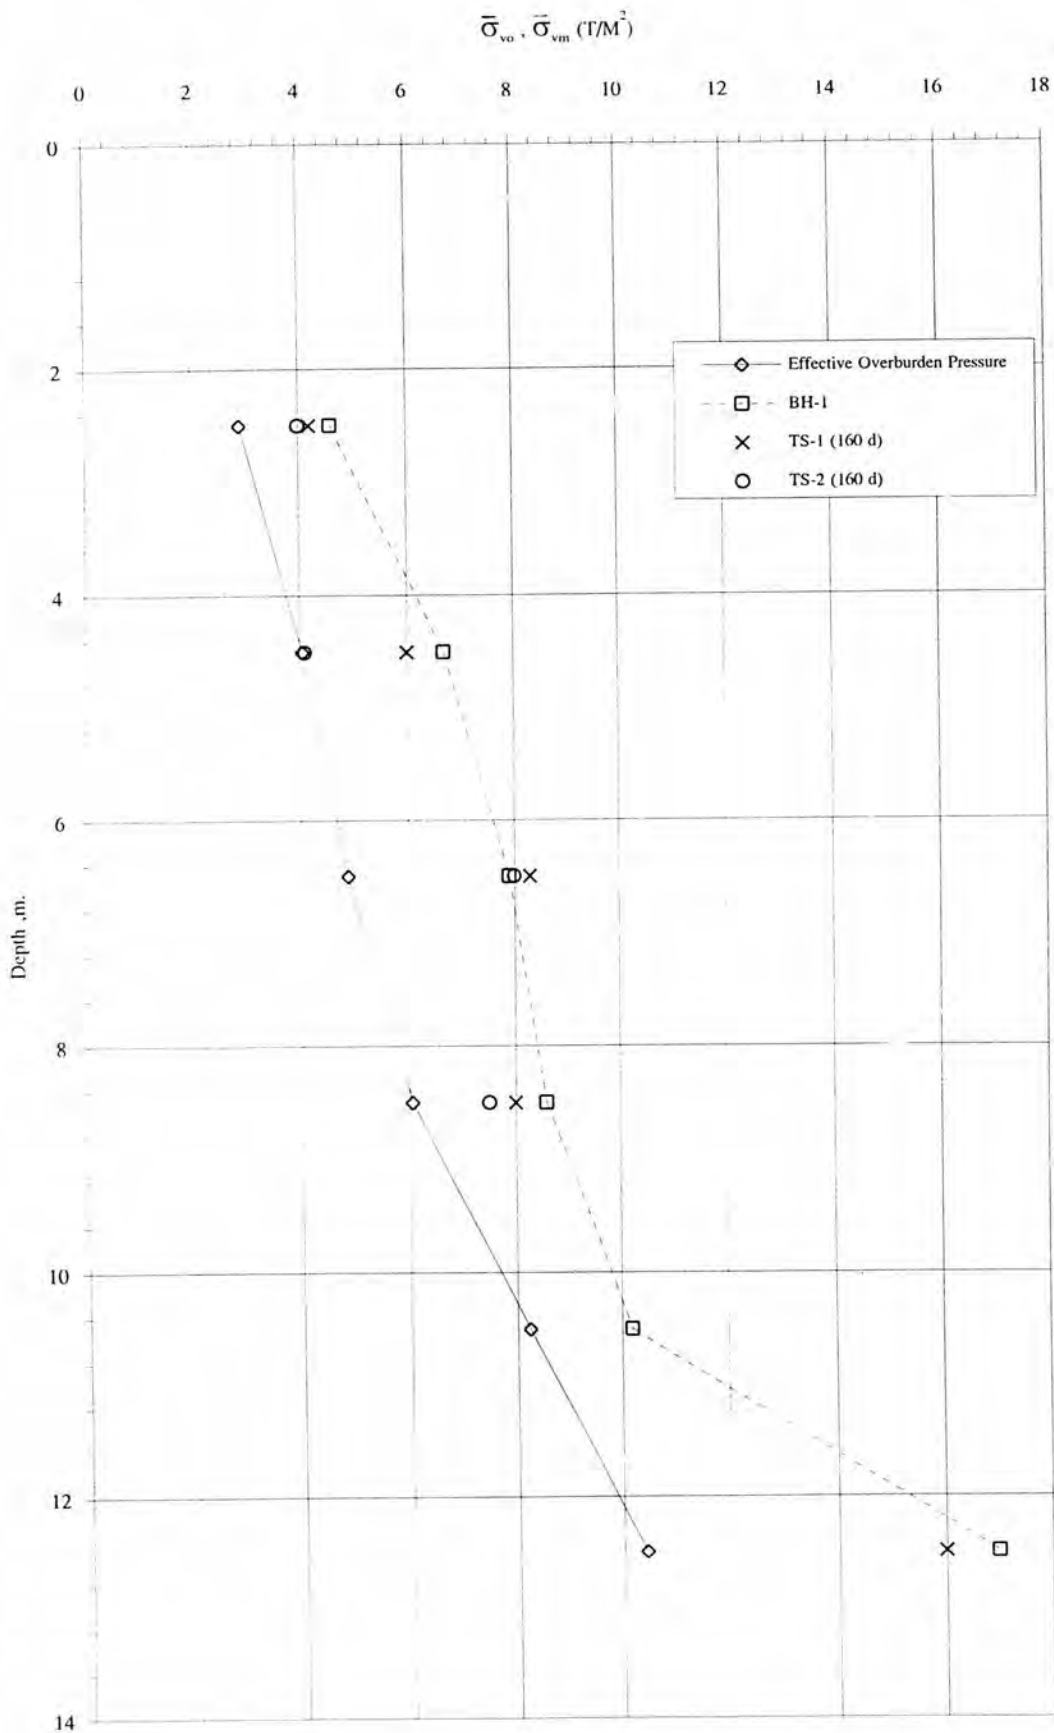 σ̅vo , σ̅vm (T/M²)
0 2 4 6 8 10 12 14 16 18
0
2
Effective Overburden Pressure
BH-1
TS-1 (160 d)
TS-2 (160 d)
4
6
Depth ,m.
8
10
12
14